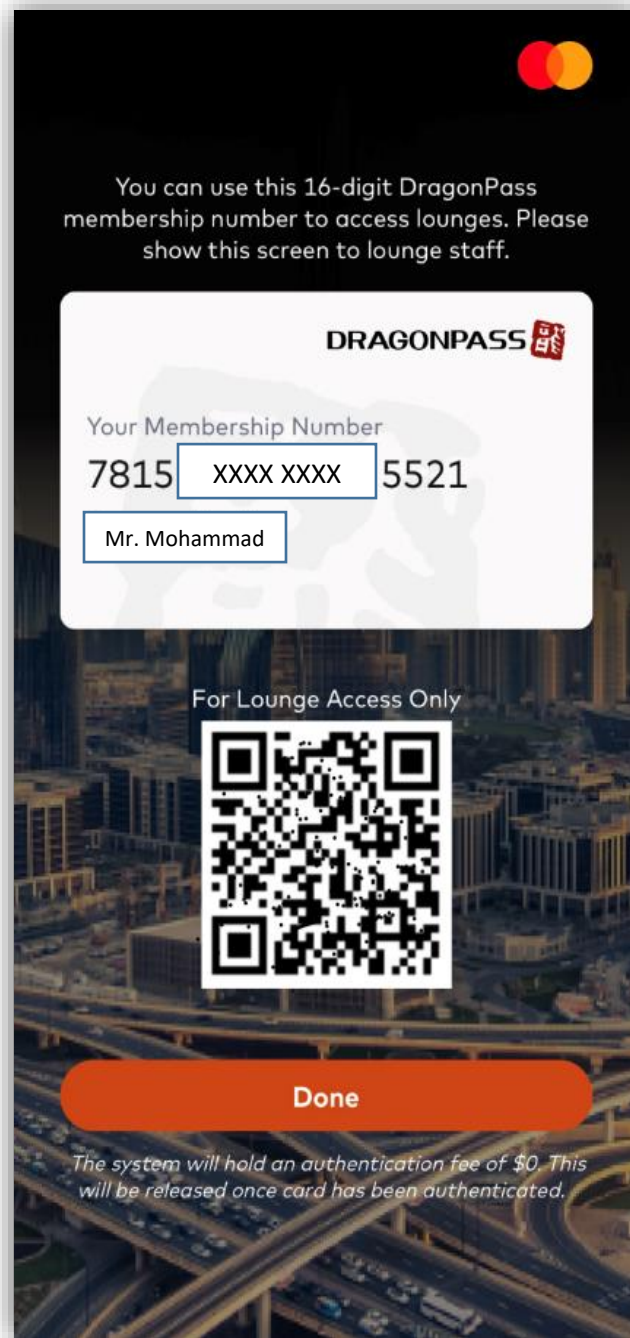 You can use this 16-digit DragonPass
membership number to access lounges. Please
show this screen to lounge staff.
DRAGONPASS
Your Membership Number
7815 XXXX XXXX 5521
Mr. Mohammad
For Lounge Access Only
Done
The system will hold an authentication fee of $0. This
will be released once card has been authenticated.